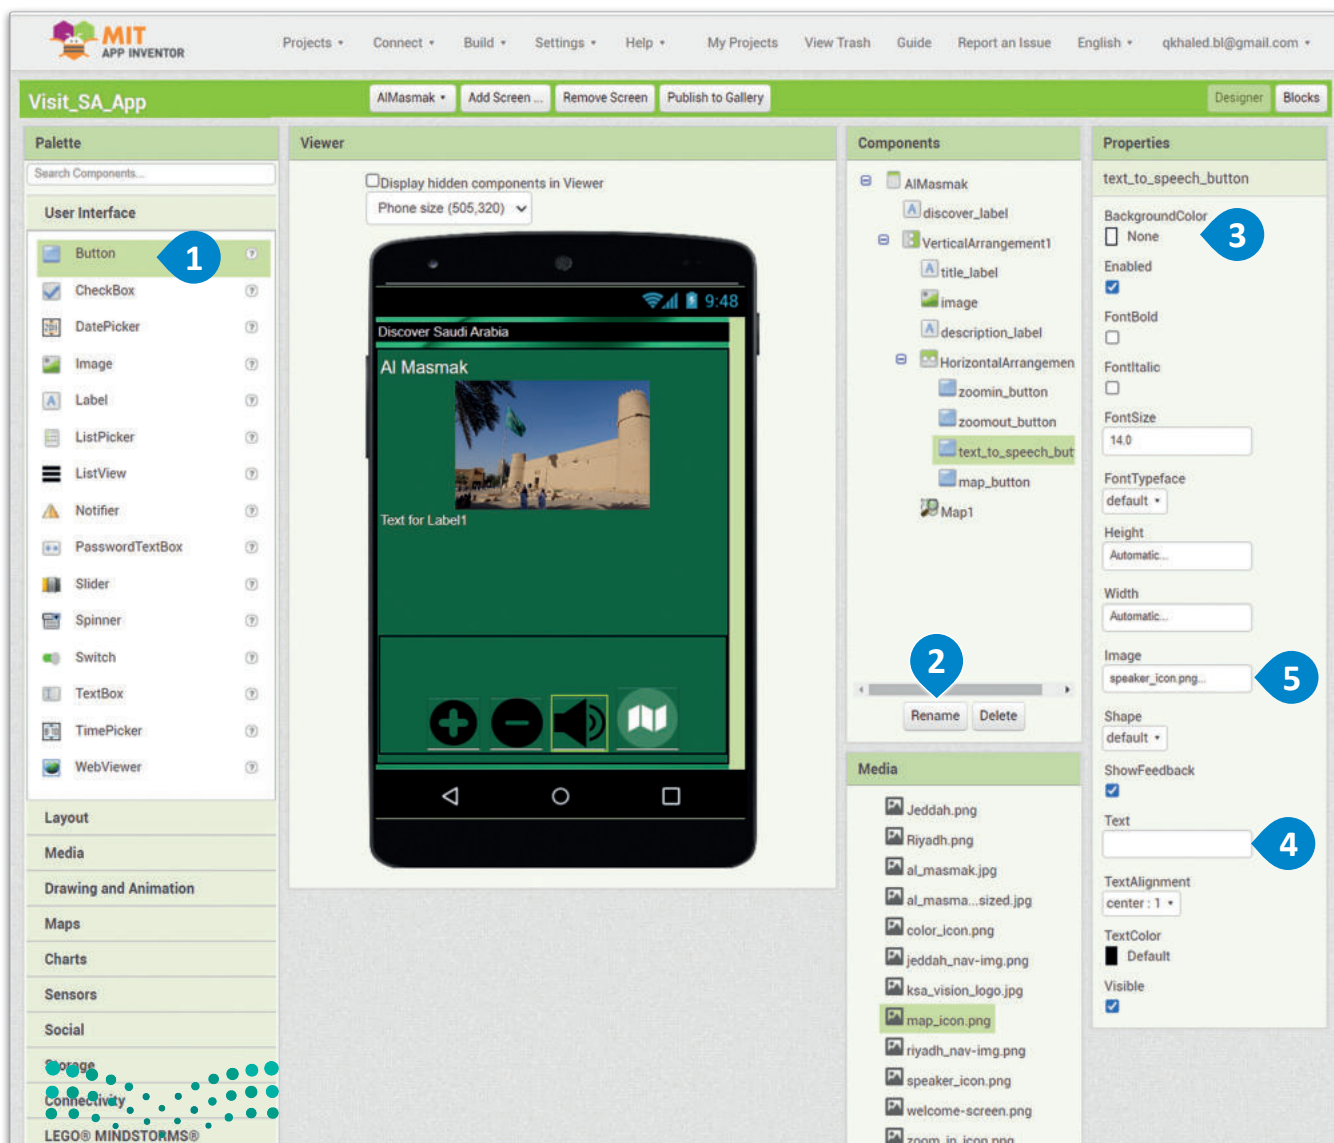 MIT
APP INVENTOR
Projects
Connect
Build
Settings
Help
My Projects
View Trash
Guide
Report an Issue
English
qkhaled.bl@gmail.com
Visit_SA_App
AlMasmak
Add Screen ...
Remove Screen
Publish to Gallery
Designer
Blocks
Palette
Search Components...
User Interface
Button
1
CheckBox
DatePicker
Image
Label
ListPicker
ListView
Notifier
PasswordTextBox
Slider
Spinner
Switch
TextBox
TimePicker
WebViewer
Layout
Media
Drawing and Animation
Maps
Charts
Sensors
Social
Storage
Connectivity
LEGO® MINDSTORMS®
Viewer
Display hidden components in Viewer
Phone size (505,320)
9:48
Discover Saudi Arabia
Al Masmak
Text for Label1
Components
AlMasmak
discover_label
VerticalArrangement1
title_label
image
description_label
HorizontalArrangemen
zoomin_button
zoomout_button
text_to_speech_but
map_button
Map1
2
Rename
Delete
Media
Jeddah.png
Riyadh.png
al_masmak.jpg
al_masma...sized.jpg
color_icon.png
jeddah_nav-img.png
ksa_vision_logo.jpg
map_icon.png
riyadh_nav-img.png
speaker_icon.png
welcome-screen.png
zoom_in_icon.png
Properties
text_to_speech_button
BackgroundColor
None
3
Enabled
FontBold
FontItalic
FontSize
14.0
FontTypeface
default
Height
Automatic...
Width
Automatic...
Image
speaker_icon.png...
5
Shape
default
ShowFeedback
Text
4
TextAlignment
center : 1
TextColor
Default
Visible